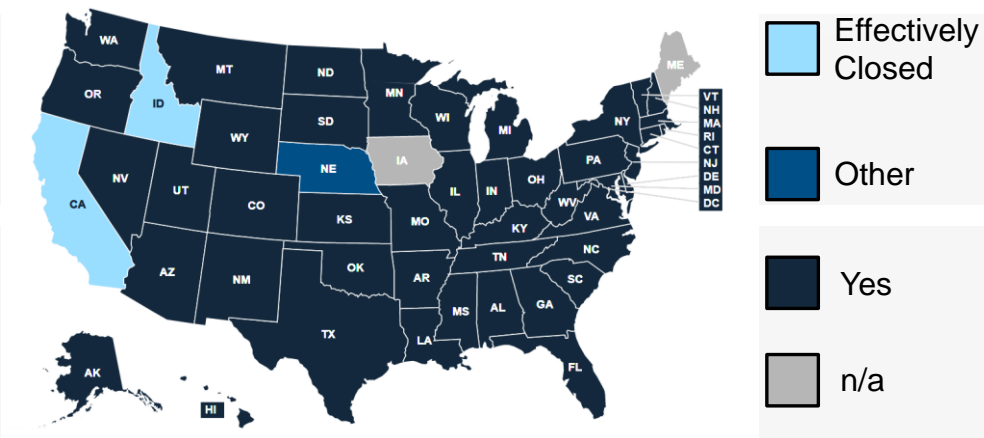 WA
MT
ND
MN
ME
OR
ID
SD
WI
MI
NY
VT
NH
MA
RI
CT
NJ
DE
MD
DC
WY
NE
IA
PA
NV
UT
CO
KS
IL
IN
OH
WV
VA
CA
MO
KY
AZ
NM
OK
AR
TN
NC
SC
TX
LA
MS
AL
GA
FL
AK
HI
Effectively
Closed
Other
Yes
n/a